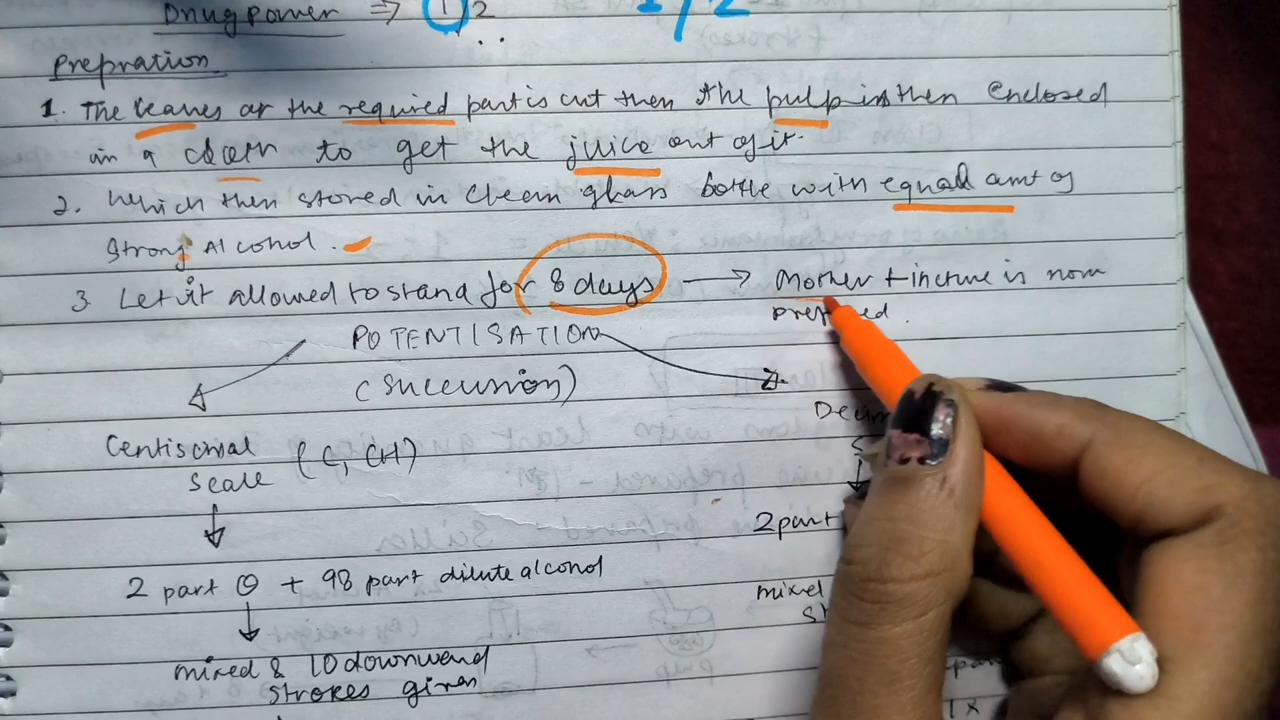 Drug power ⇒ 1/2
1/2
Prepration
1. The leaves or the required part is cut then the pulp is then enclosed
in a cloth to get the juice out of it.
2. which then stored in clean glass bottle with equal amt of
strong Alcohol.
3 Let it allowed to stand for 8 days → Mother tincture is now
POTENTISATION
(succussion)
Centiscimal
scale (C, CH)
2 part θ + 98 part dilute alcohol
mixed & 10 downward
strokes given
2 part
mixed